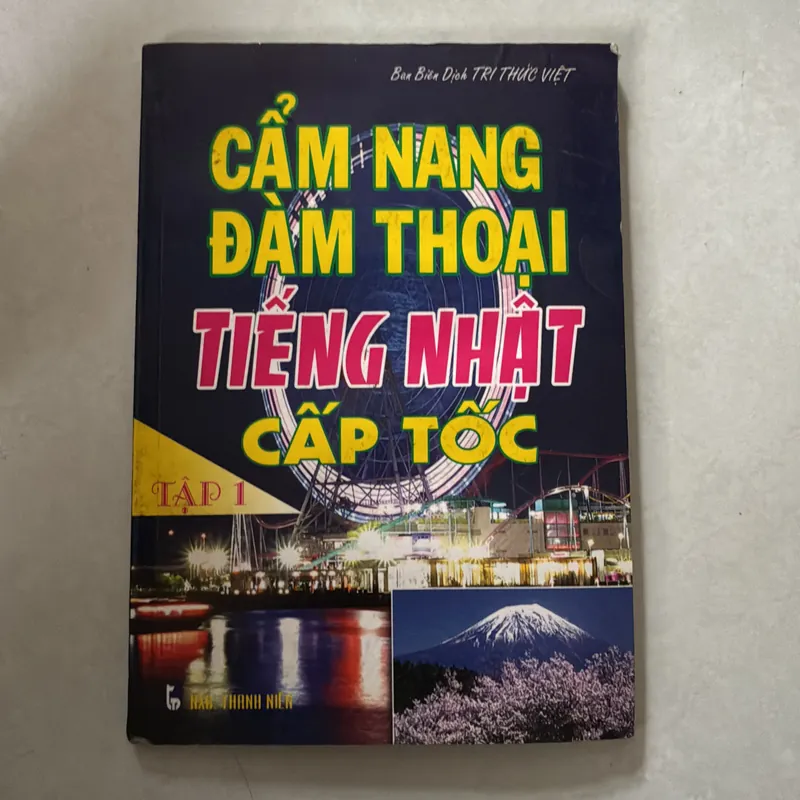 Ban Biên Dịch TRI THỨC VIỆT
CẨM NANG
ĐÀM THOẠI
TIẾNG NHẬT
CẤP TỐC
TẬP 1
NXB. THANH NIÊN